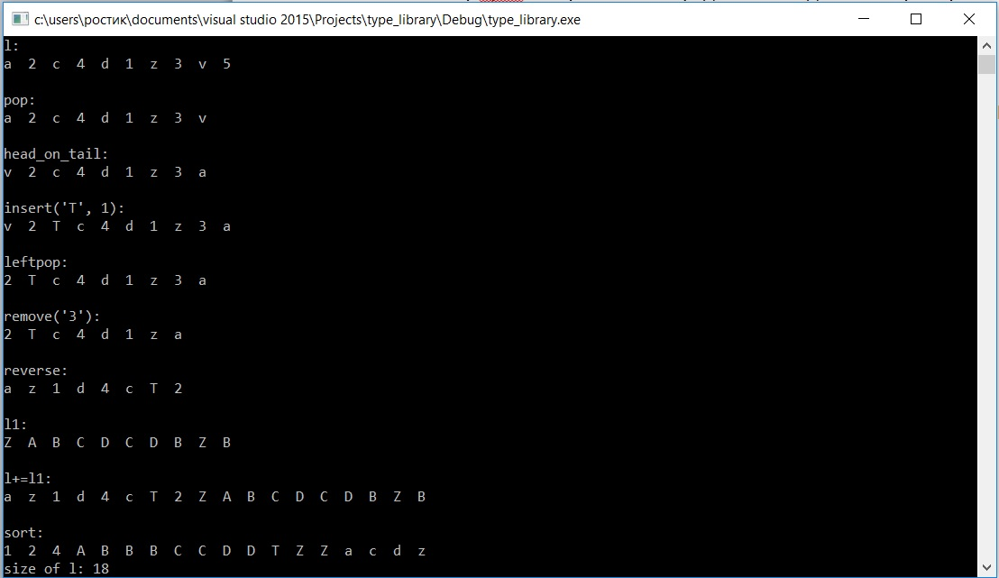 c:\users\ростик\documents\visual studio 2015\Projects\type_library\Debug\type_library.exe
l:
a 2 c 4 d 1 z 3 v 5
pop:
a 2 c 4 d 1 z 3 v
head_on_tail:
v 2 c 4 d 1 z 3 a
insert('T', 1):
v 2 T c 4 d 1 z 3 a
leftpop:
2 T c 4 d 1 z 3 a
remove('3'):
2 T c 4 d 1 z a
reverse:
a z 1 d 4 c T 2
l1:
Z A B C D C D B Z B
l+=l1:
a z 1 d 4 c T 2 Z A B C D C D B Z B
sort:
1 2 4 A B B B C C D D T Z Z a c d z
size of l: 18